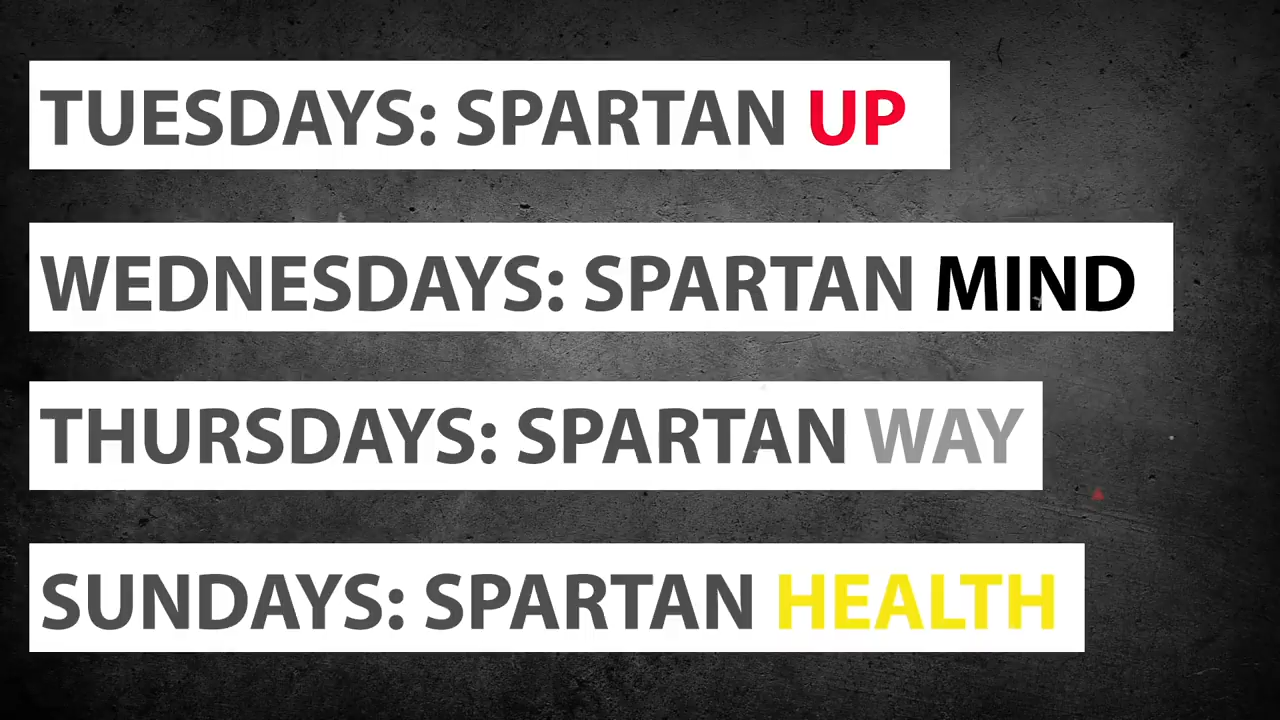 TUESDAYS: SPARTAN UP
WEDNESDAYS: SPARTAN MIND
THURSDAYS: SPARTAN WAY
SUNDAYS: SPARTAN HEALTH